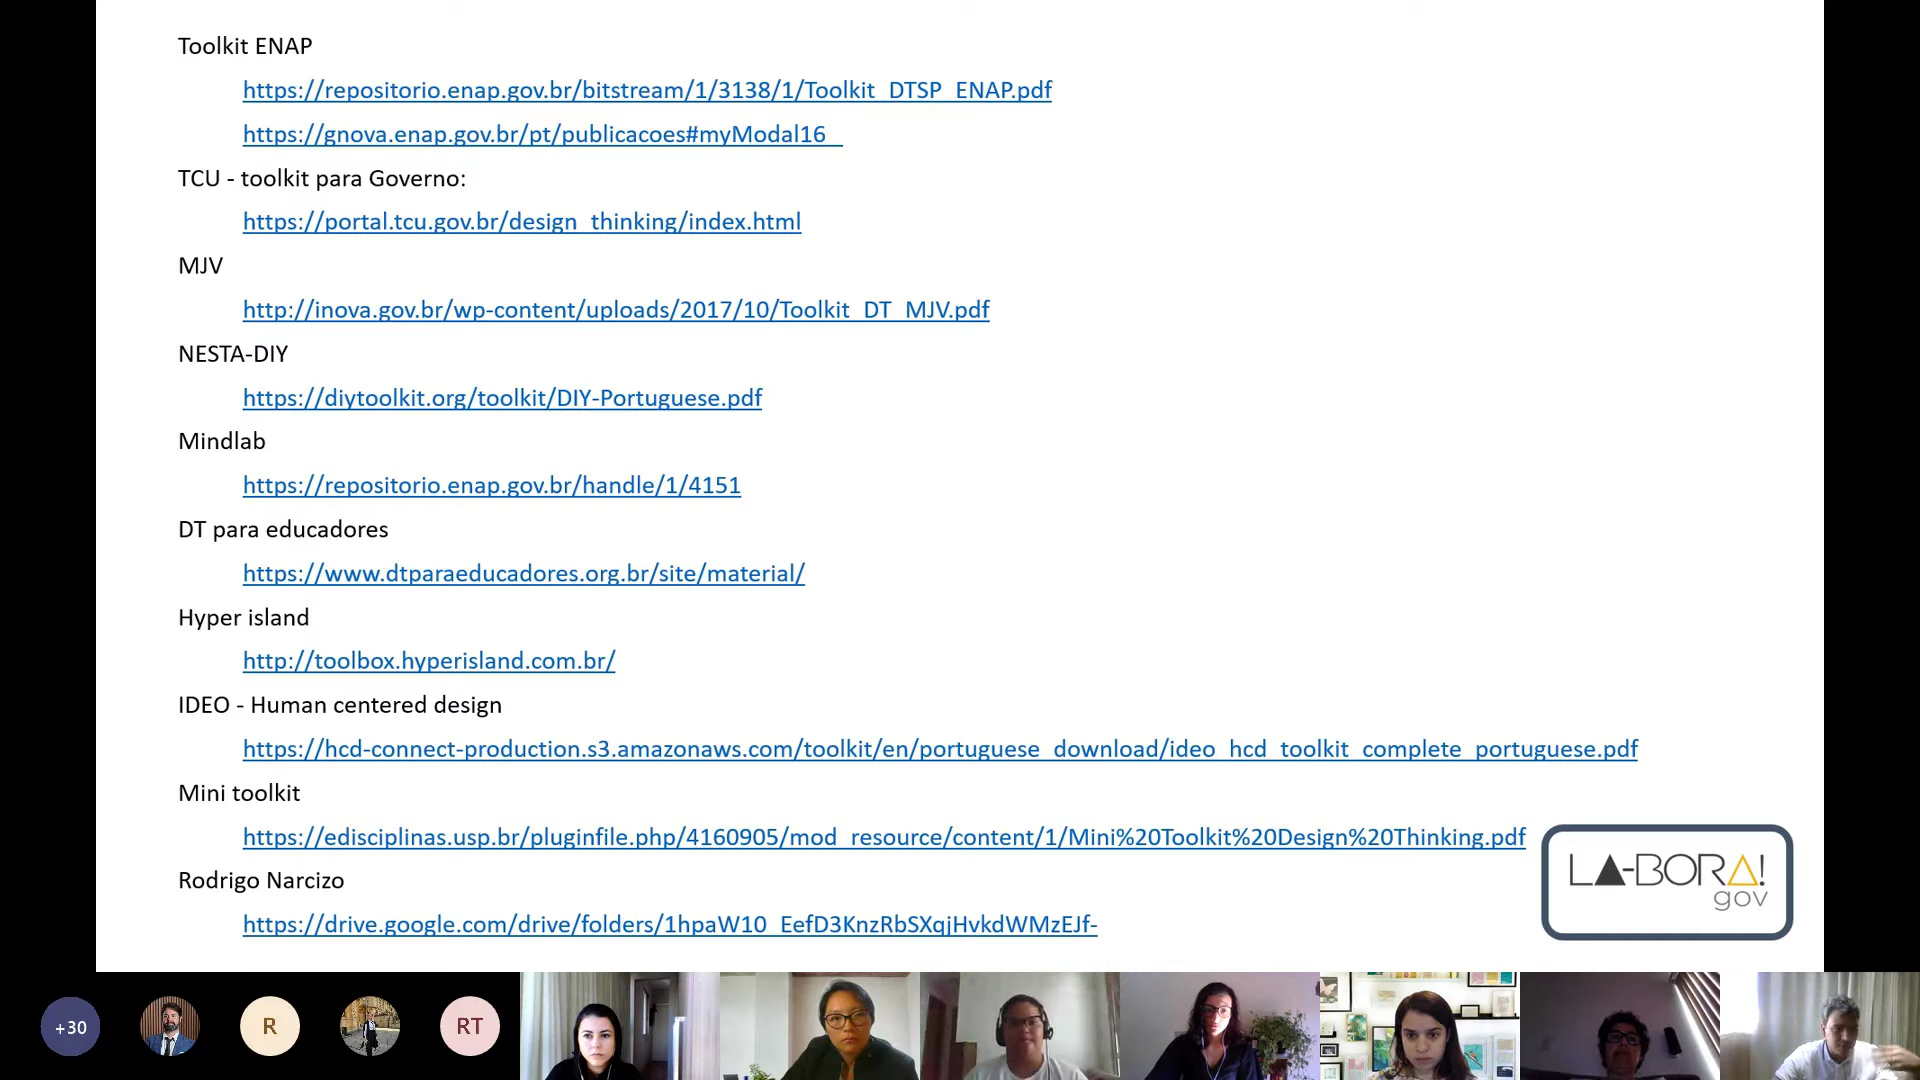 Toolkit ENAP
https://repositorio.enap.gov.br/bitstream/1/3138/1/Toolkit_DTSP_ENAP.pdf
https://gnova.enap.gov.br/pt/publicacoes#myModal16_
TCU - toolkit para Governo:
https://portal.tcu.gov.br/design_thinking/index.html
MJV
http://inova.gov.br/wp-content/uploads/2017/10/Toolkit_DT_MJV.pdf
NESTA-DIY
https://diytoolkit.org/toolkit/DIY-Portuguese.pdf
Mindlab
https://repositorio.enap.gov.br/handle/1/4151
DT para educadores
https://www.dtparaeducadores.org.br/site/material/
Hyper island
http://toolbox.hyperisland.com.br/
IDEO - Human centered design
https://hcd-connect-production.s3.amazonaws.com/toolkit/en/portuguese_download/ideo_hcd_toolkit_complete_portuguese.pdf
Mini toolkit
https://edisciplinas.usp.br/pluginfile.php/4160905/mod_resource/content/1/Mini%20Toolkit%20Design%20Thinking.pdf
Rodrigo Narcizo
https://drive.google.com/drive/folders/1hpaW10_EefD3KnzRbSXqjHvkdWMzEJf-
LA-BORA!
gov
+30
R
RT